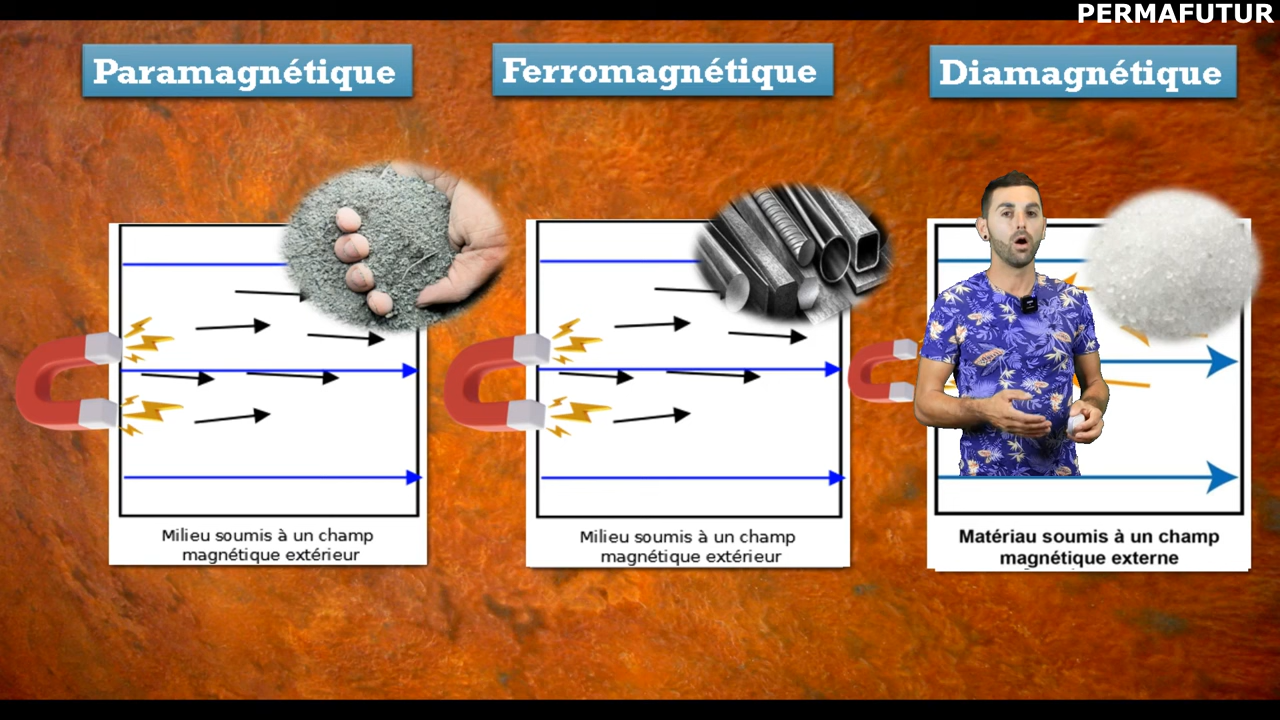 PERMAFUTUR
Paramagnétique
Ferromagnétique
Diamagnétique
Milieu soumis à un champ
magnétique extérieur
Milieu soumis à un champ
magnétique extérieur
Matériau soumis à un champ
magnétique externe